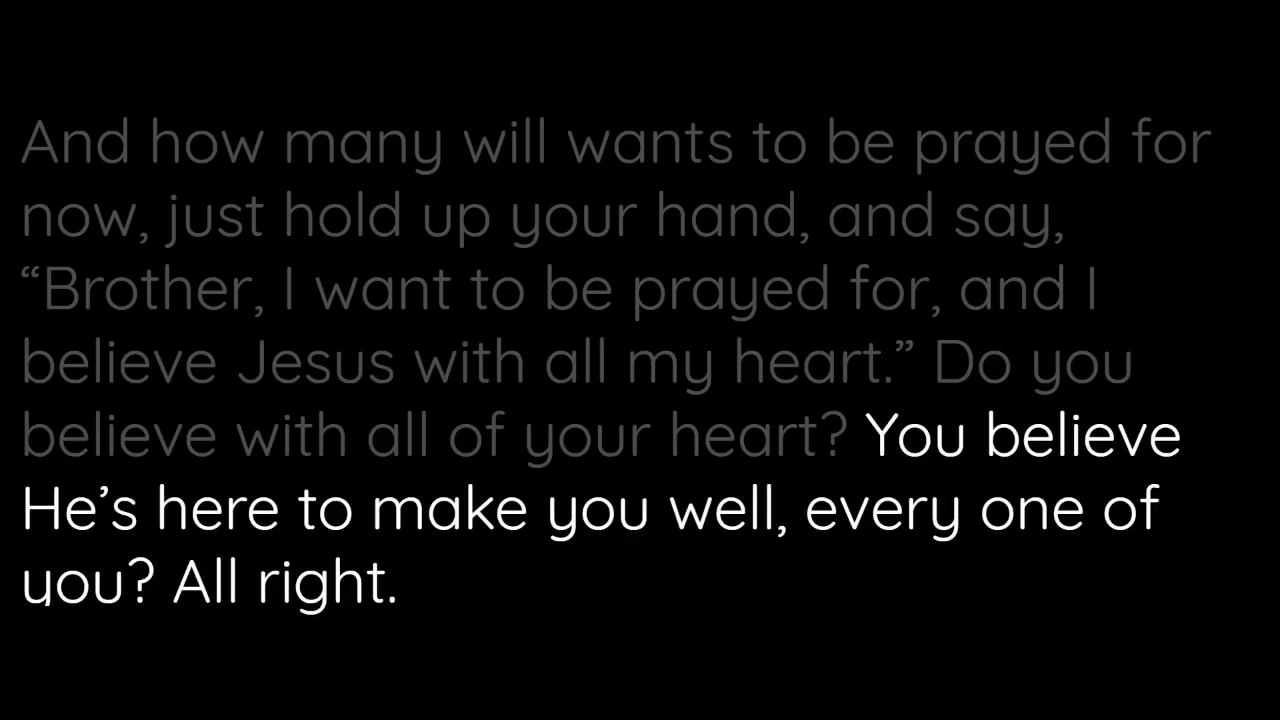 And how many will wants to be prayed for
now, just hold up your hand, and say,
“Brother, I want to be prayed for, and I
believe Jesus with all my heart.” Do you
believe with all of your heart? You believe
He’s here to make you well, every one of
you? All right.